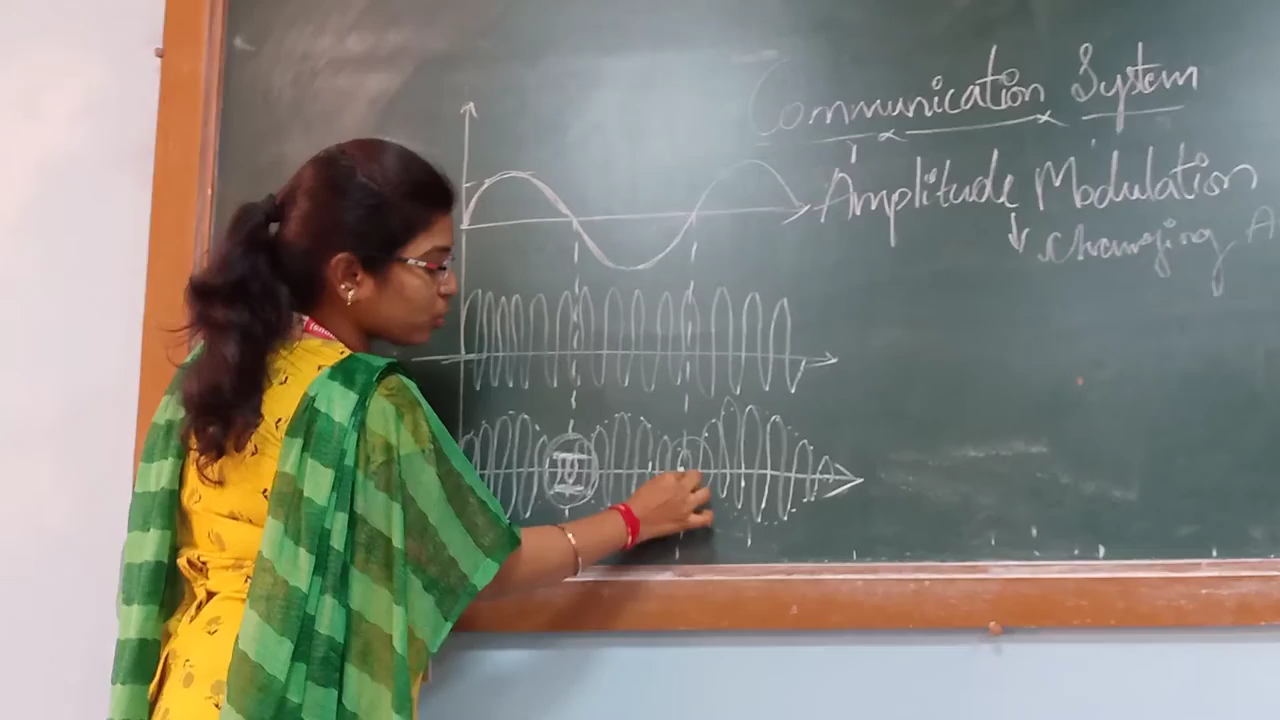 Communication System
Amplitude Modulation
↓ changing A